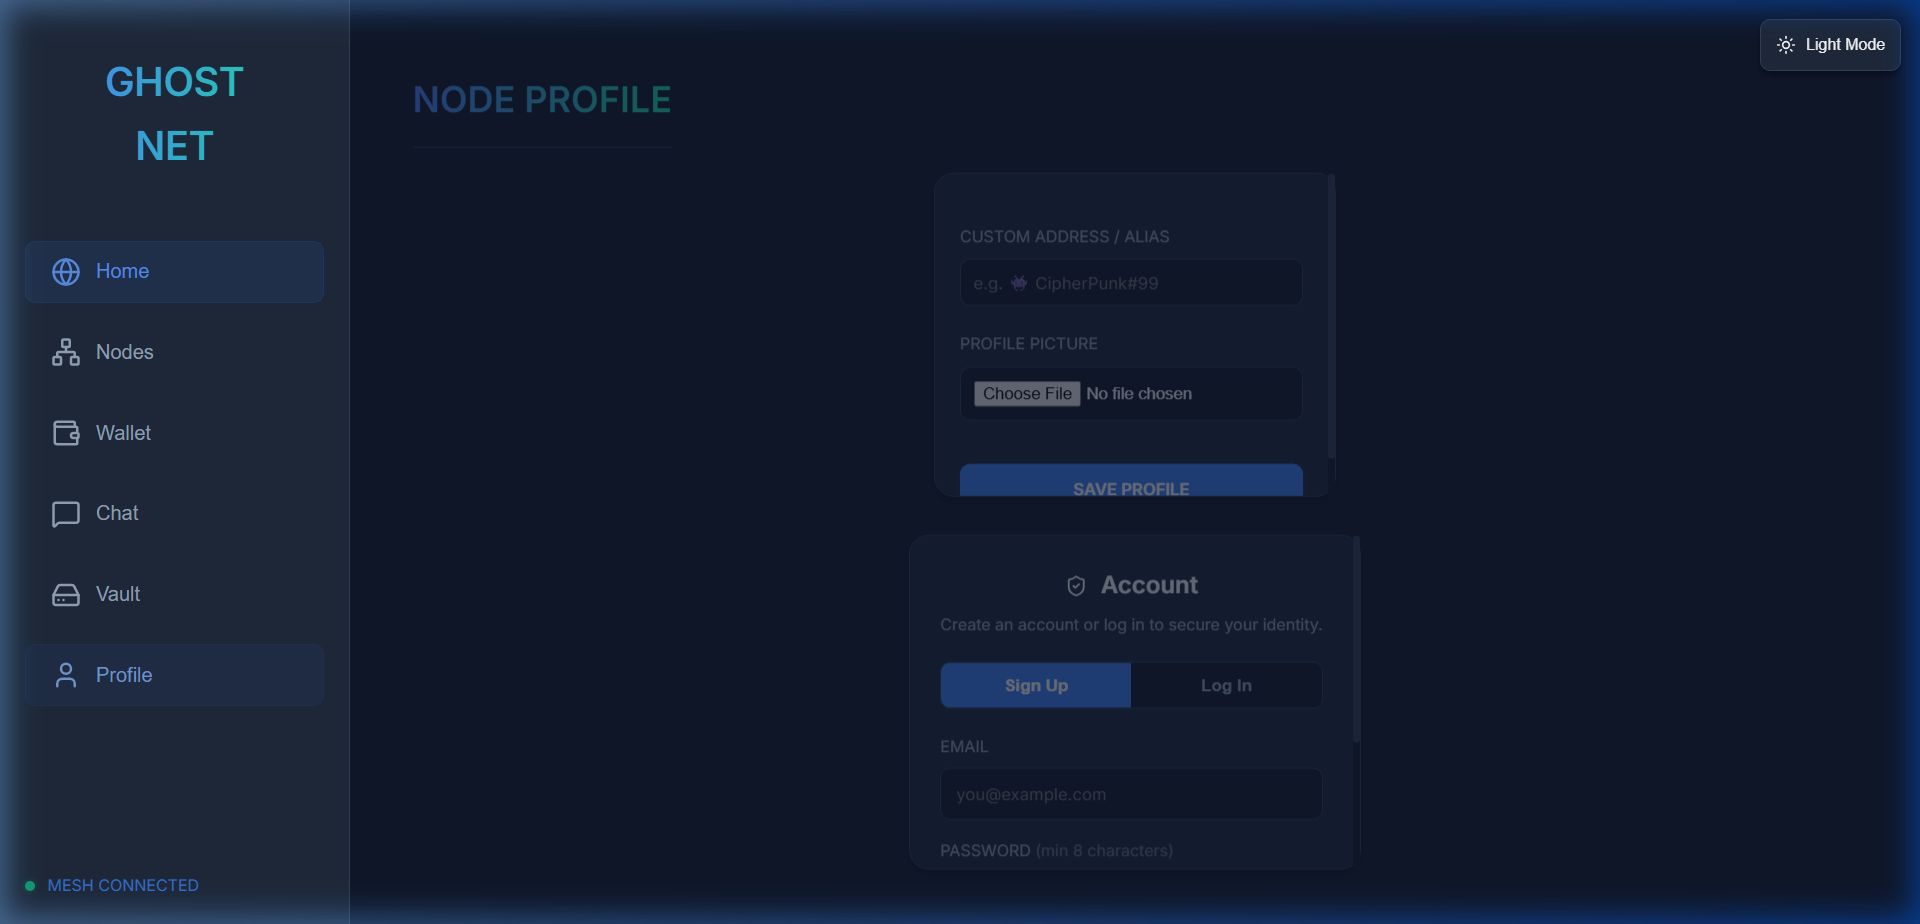 GHOST
NET
Home
Nodes
Wallet
Chat
Vault
Profile
MESH CONNECTED
Light Mode
NODE PROFILE
CUSTOM ADDRESS / ALIAS
e.g. 👾 CipherPunk#99
PROFILE PICTURE
Choose File No file chosen
SAVE PROFILE
Account
Create an account or log in to secure your identity.
Sign Up
Log In
EMAIL
you@example.com
PASSWORD (min 8 characters)